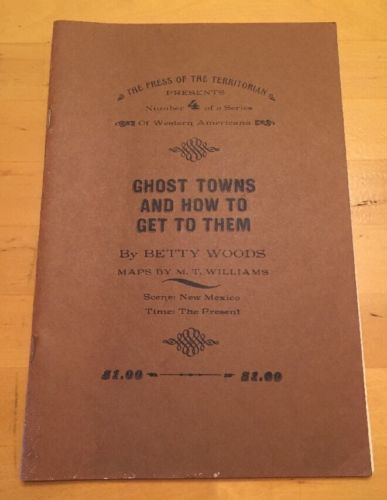 THE PRESS OF THE TERRITORIAN
PRESENTS
Number 4 of a Series
Of Western Americana
GHOST TOWNS
AND HOW TO
GET TO THEM
By BETTY WOODS
MAPS BY M. T. WILLIAMS
Scene: New Mexico
Time: The Present
$1.00 $1.00